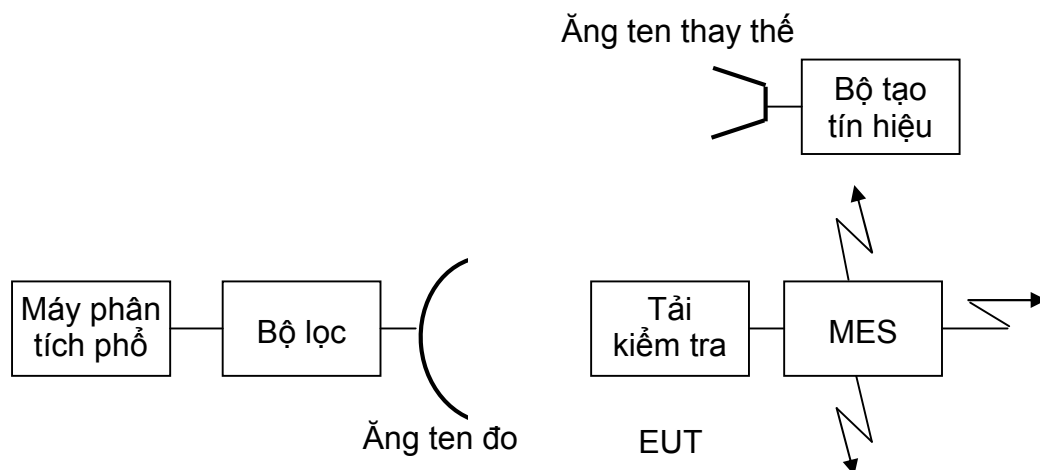 Ăng ten thay thế
Bộ tạo
tín hiệu
Máy phân
tích phổ
Bộ lọc
Tải
kiểm tra
MES
Ăng ten đo
EUT